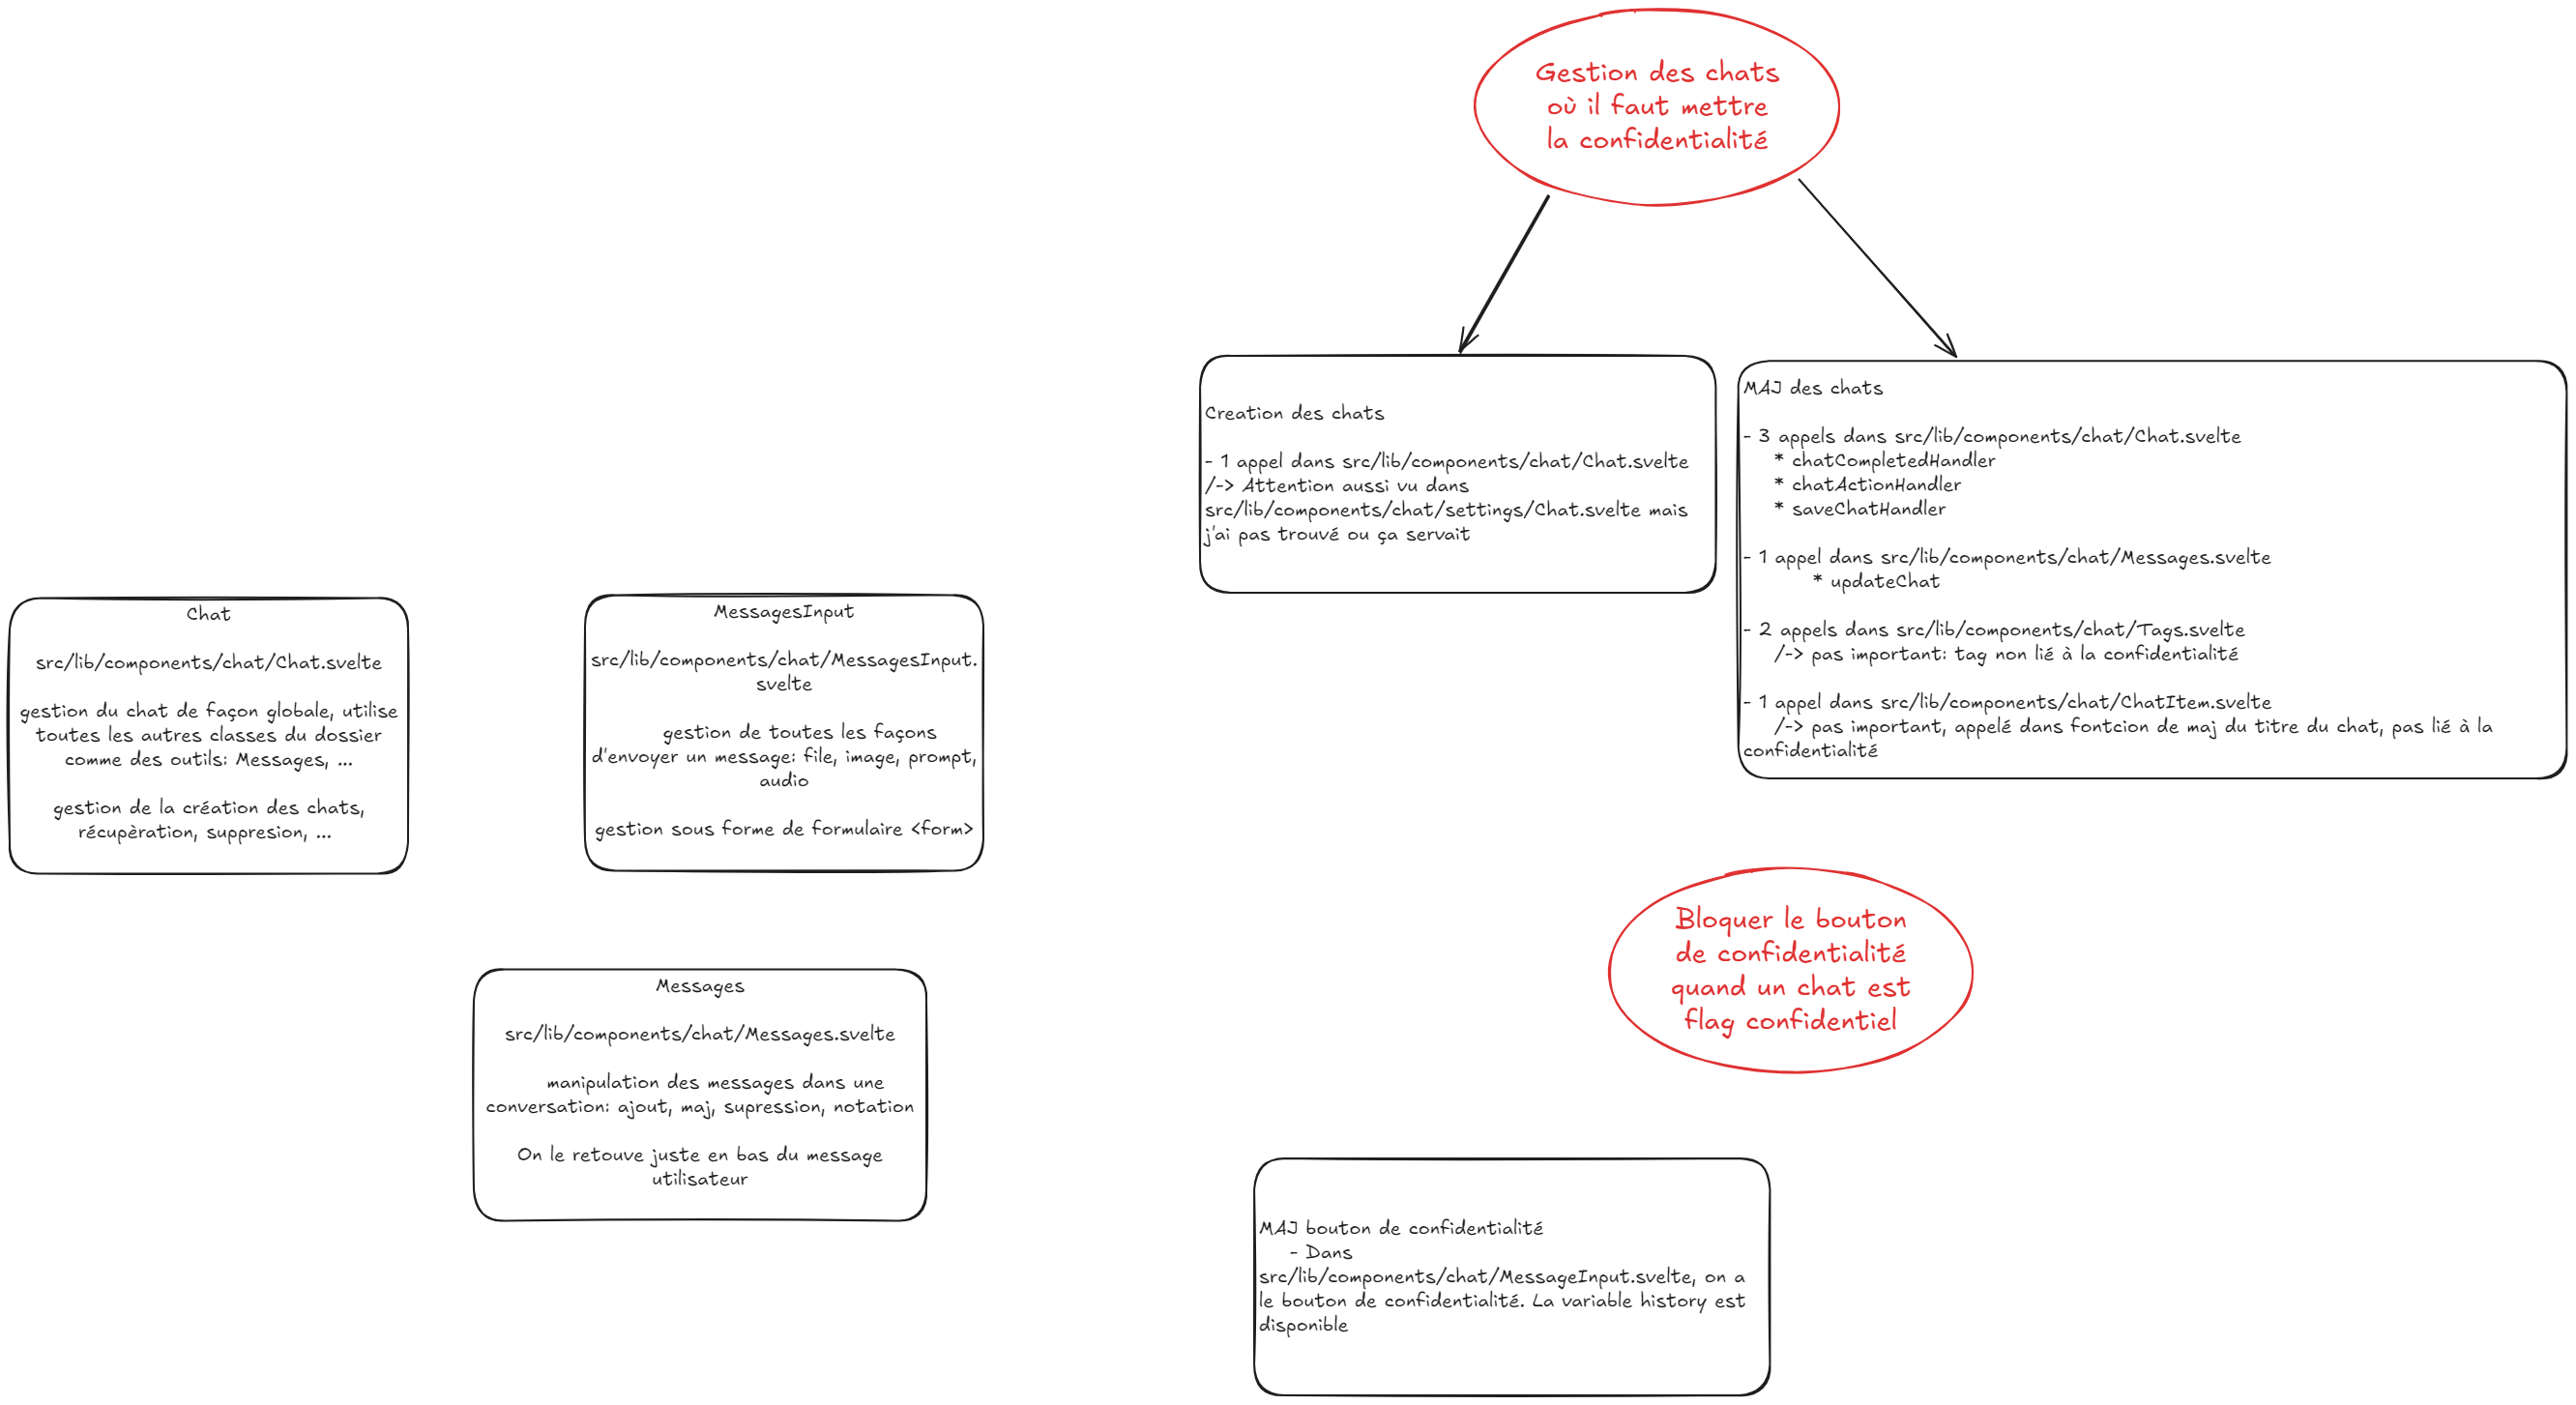 Gestion des chats
où il faut mettre
la confidentialité
Creation des chats
- 1 appel dans src/lib/components/chat/Chat.svelte
/-> Attention aussi vu dans
src/lib/components/chat/settings/Chat.svelte mais
j'ai pas trouvé ou ça servait
MAJ des chats
- 3 appels dans src/lib/components/chat/Chat.svelte
* chatCompletedHandler
* chatActionHandler
* saveChatHandler
- 1 appel dans src/lib/components/chat/Messages.svelte
* updateChat
- 2 appels dans src/lib/components/chat/Tags.svelte
/-> pas important: tag non lié à la confidentialité
- 1 appel dans src/lib/components/chat/ChatItem.svelte
/-> pas important, appelé dans fontcion de maj du titre du chat, pas lié à la
confidentialité
Chat
src/lib/components/chat/Chat.svelte
gestion du chat de façon globale, utilise
toutes les autres classes du dossier
comme des outils: Messages, ...
gestion de la création des chats,
récupèration, suppresion, ...
MessagesInput
src/lib/components/chat/MessagesInput.
svelte
gestion de toutes les façons
d'envoyer un message: file, image, prompt,
audio
gestion sous forme de formulaire <form>
Messages
src/lib/components/chat/Messages.svelte
manipulation des messages dans une
conversation: ajout, maj, supression, notation
On le retouve juste en bas du message
utilisateur
Bloquer le bouton
de confidentialité
quand un chat est
flag confidentiel
MAJ bouton de confidentialité
- Dans
src/lib/components/chat/MessageInput.svelte, on a
le bouton de confidentialité. La variable history est
disponible